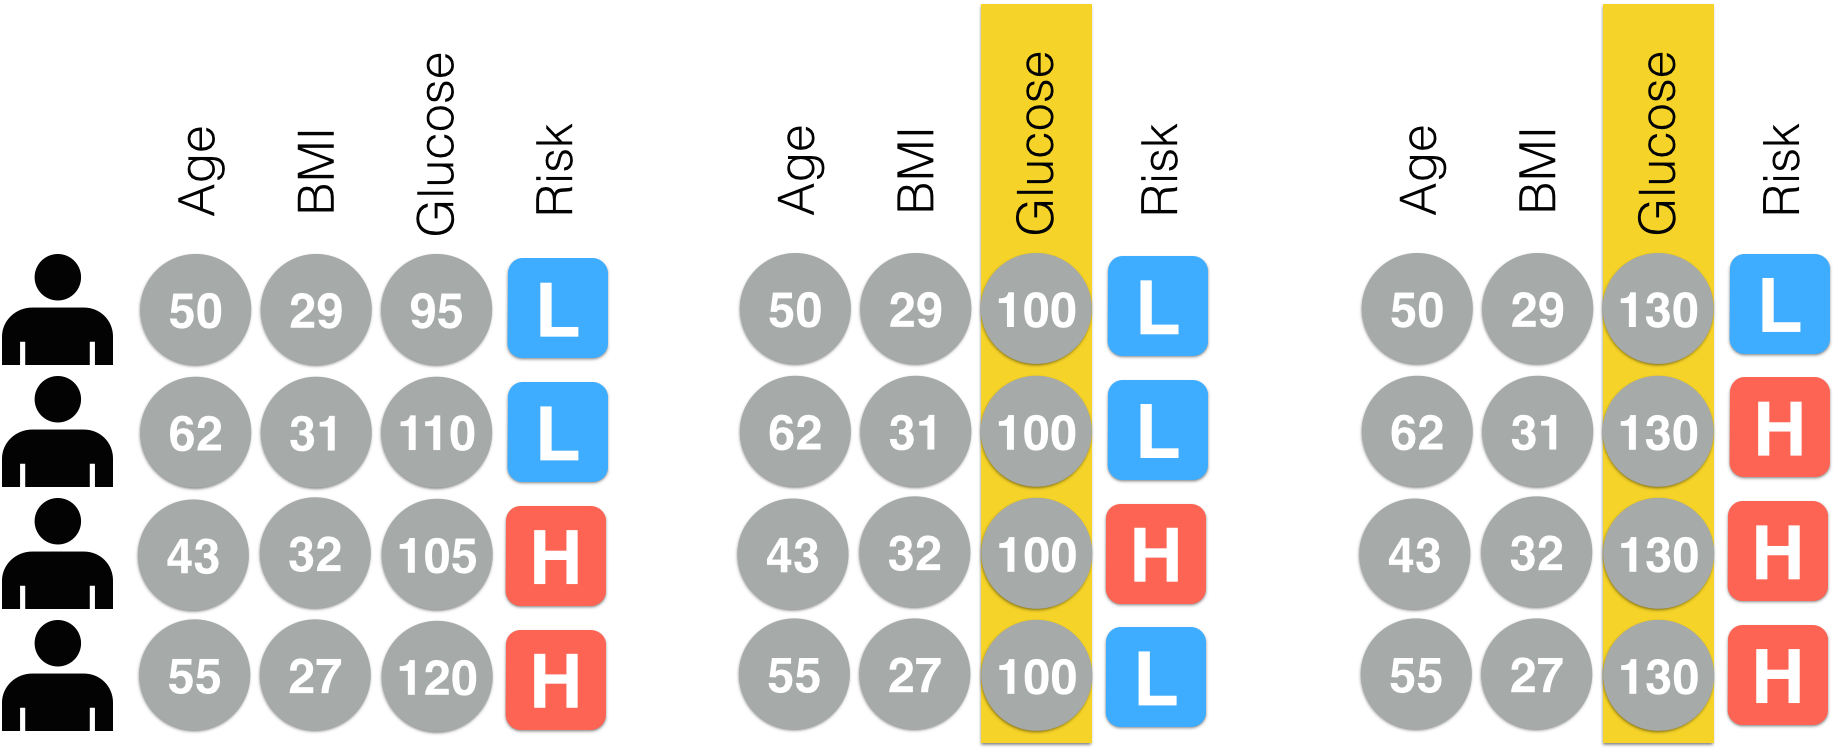 Age BMI Glucose Risk Age BMI Glucose Risk Age BMI Glucose Risk
50 29 95 L 50 29 100 L 50 29 130 L
62 31 110 L 62 31 100 L 62 31 130 H
43 32 105 H 43 32 100 H 43 32 130 H
55 27 120 H 55 27 100 L 55 27 130 H